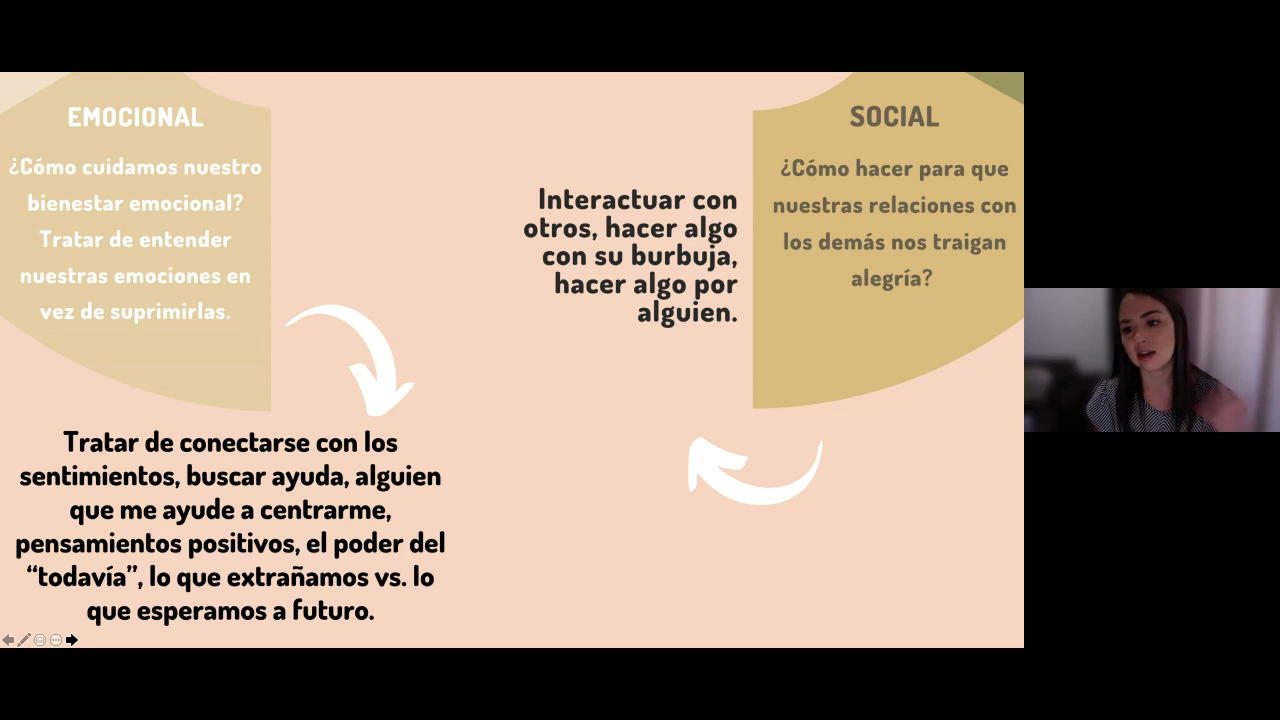 EMOCIONAL
¿Cómo cuidamos nuestro
bienestar emocional?
Tratar de entender
nuestras emociones en
vez de suprimirlas.
Tratar de conectarse con los
sentimientos, buscar ayuda, alguien
que me ayude a centrarme,
pensamientos positivos, el poder del
“todavía”, lo que extrañamos vs. lo
que esperamos a futuro.
Interactuar con
otros, hacer algo
con su burbuja,
hacer algo por
alguien.
SOCIAL
¿Cómo hacer para que
nuestras relaciones con
los demás nos traigan
alegría?